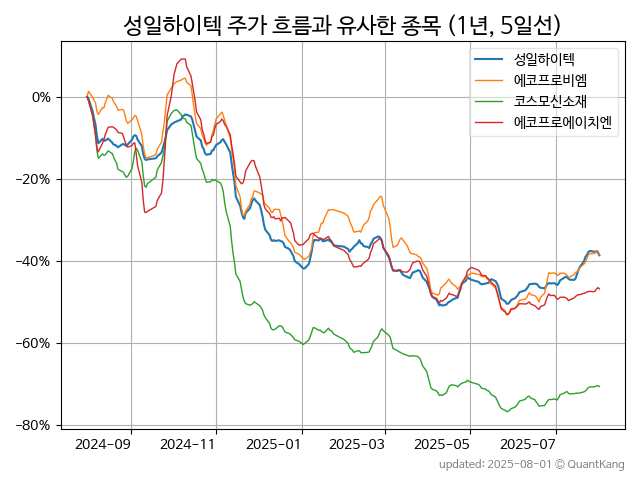 성일하이텍 주가 흐름과 유사한 종목 (1년, 5일선)
성일하이텍
에코프로비엠
코스모신소재
에코프로에이치엔
0%
−20%
−40%
−60%
−80%
2024-09 2024-11 2025-01 2025-03 2025-05 2025-07
updated: 2025-08-01 © QuantKang